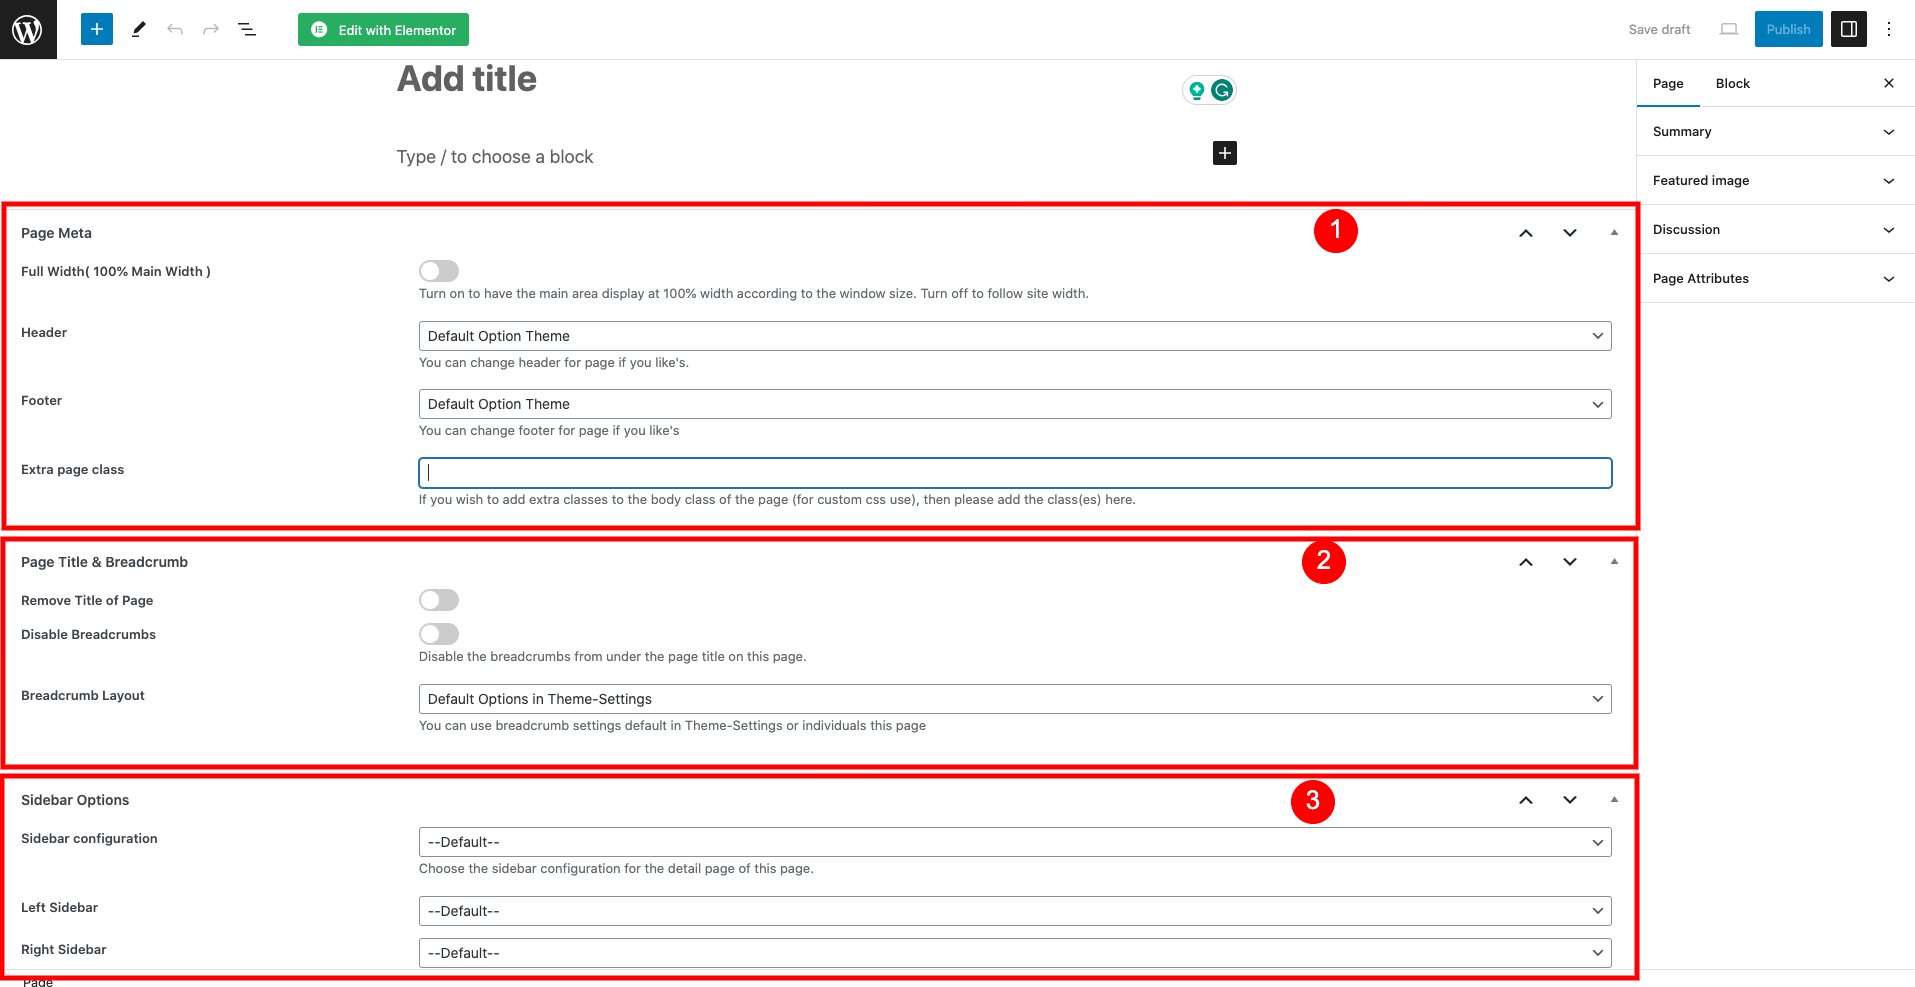 Edit with Elementor
Save draft
Publish
Add title
Page
Block
Summary
Type / to choose a block
Featured image
Page Meta
1
Discussion
Full Width( 100% Main Width )
Turn on to have the main area display at 100% width according to the window size. Turn off to follow site width.
Page Attributes
Header
Default Option Theme
You can change header for page if you like's.
Footer
Default Option Theme
You can change footer for page if you like's
Extra page class
If you wish to add extra classes to the body class of the page (for custom css use), then please add the class(es) here.
Page Title & Breadcrumb
2
Remove Title of Page
Disable Breadcrumbs
Disable the breadcrumbs from under the page title on this page.
Breadcrumb Layout
Default Options in Theme-Settings
You can use breadcrumb settings default in Theme-Settings or individuals this page
Sidebar Options
3
Sidebar configuration
--Default--
Choose the sidebar configuration for the detail page of this page.
Left Sidebar
--Default--
Right Sidebar
--Default--
Page